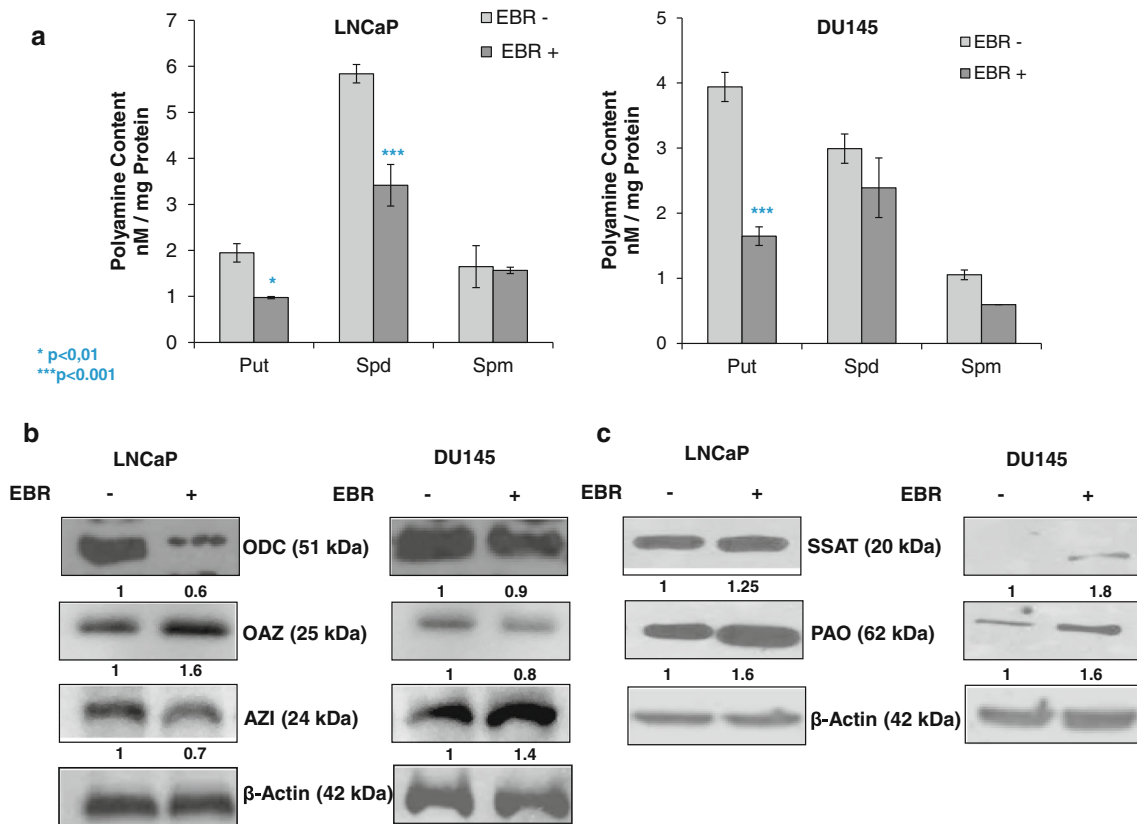 a
LNCaP
EBR -
EBR +
Polyamine Content
nM / mg Protein
7
6
5
4
3
2
1
0
***
*
Put Spd Spm
* p<0,01
***p<0.001
DU145
EBR -
EBR +
Polyamine Content
nM / mg Protein
5
4
3
2
1
0
***
Put Spd Spm
b
LNCaP DU145
EBR - + EBR - +
ODC (51 kDa)
1 0.6 1 0.9
OAZ (25 kDa)
1 1.6 1 0.8
AZI (24 kDa)
1 0.7 1 1.4
β-Actin (42 kDa)
c
LNCaP DU145
EBR - + EBR - +
SSAT (20 kDa)
1 1.25 1 1.8
PAO (62 kDa)
1 1.6 1 1.6
β-Actin (42 kDa)